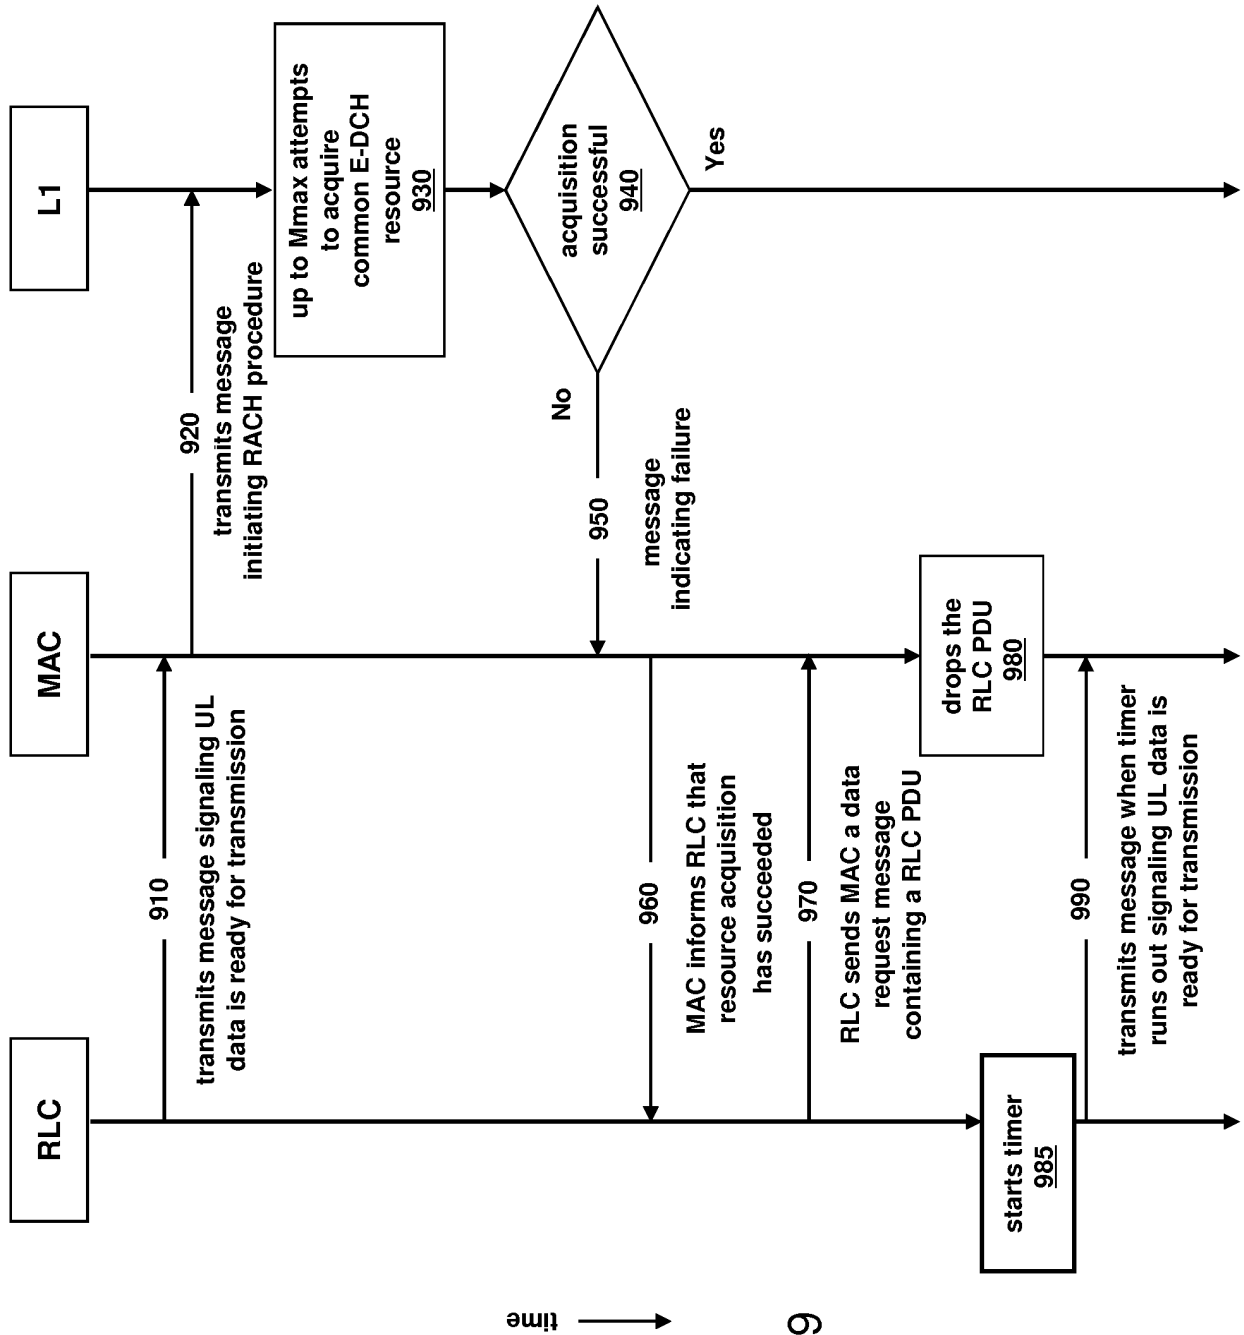 RLC
MAC
L1
910
transmits message signaling UL
data is ready for transmission
920
transmits message
initiating RACH procedure
up to Mmax attempts
to acquire
common E-DCH
resource
930
acquisition
successful
940
No
Yes
950
message
indicating failure
960
MAC informs RLC that
resource acquisition
has succeeded
970
RLC sends MAC a data
request message
containing a RLC PDU
drops the
RLC PDU
980
starts timer
985
990
transmits message when timer
runs out signaling UL data is
ready for transmission
time
9